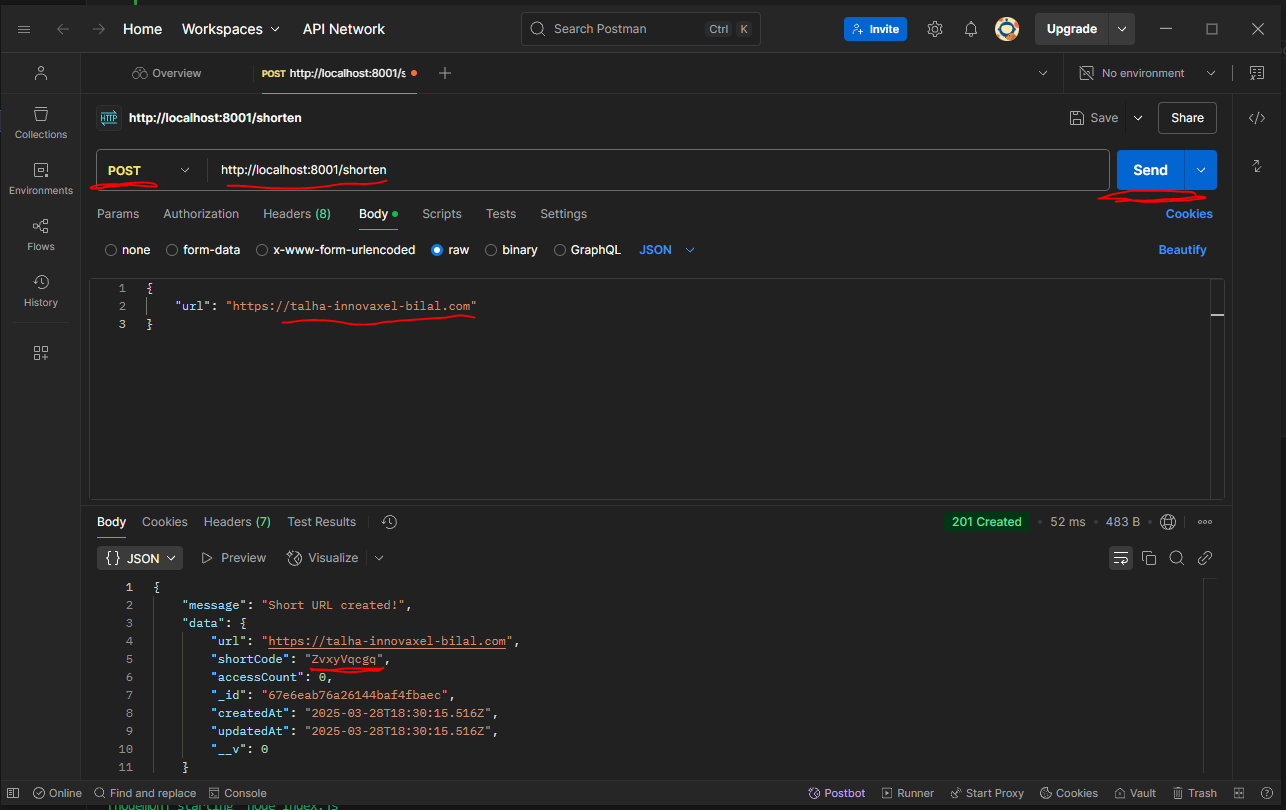 Home Workspaces API Network Search Postman Ctrl K Invite Upgrade
Overview POST http://localhost:8001/s No environment
HTTP http://localhost:8001/shorten Save Share
Collections
POST http://localhost:8001/shorten Send
Environments
Params Authorization Headers (8) Body Scripts Tests Settings Cookies
Flows
none form-data x-www-form-urlencoded raw binary GraphQL JSON Beautify
History
1 {
2 "url": "https://talha-innovaxel-bilal.com"
3 }
Body Cookies Headers (7) Test Results 201 Created 52 ms 483 B
{} JSON Preview Visualize
1 {
2 "message": "Short URL created!",
3 "data": {
4 "url": "https://talha-innovaxel-bilal.com",
5 "shortCode": "ZvxyVqcgq",
6 "accessCount": 0,
7 "_id": "67e6eab76a26144baf4fbaec",
8 "createdAt": "2025-03-28T18:30:15.516Z",
9 "updatedAt": "2025-03-28T18:30:15.516Z",
10 "__v": 0
11 }
Online Find and replace Console Postbot Runner Start Proxy Cookies Vault Trash
[nodemon] starting `node index.js`